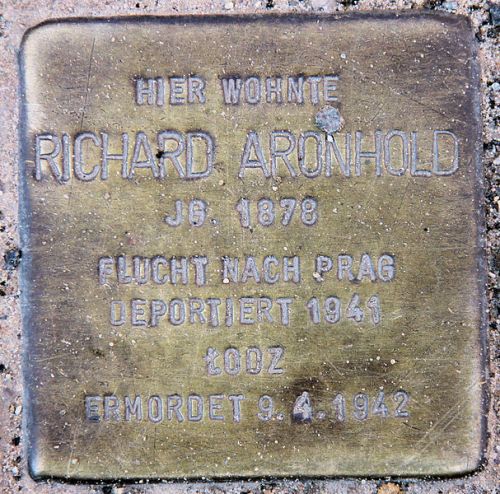 HIER WOHNTE
RICHARD ARONHOLD
JG. 1878
FLUCHT NACH PRAG
DEPORTIERT 1941
ŁODZ
ERMORDET 9.4.1942